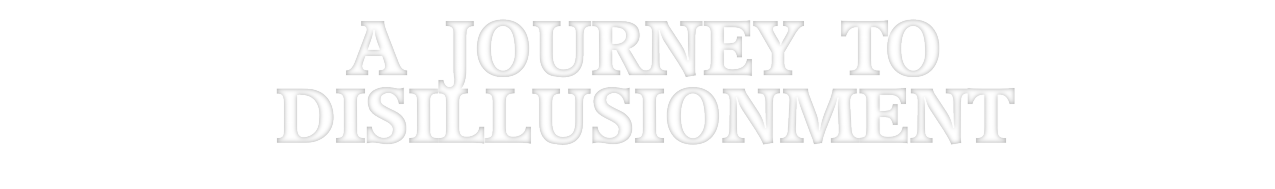 A JOURNEY TO
DISILLUSIONMENT